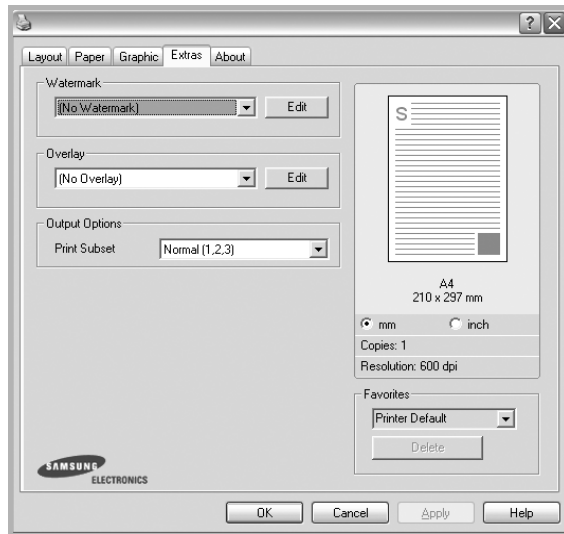 Layout Paper Graphic Extras About
Watermark
(No Watermark) Edit
Overlay
(No Overlay) Edit
Output Options
Print Subset Normal (1,2,3)
S
A4
210 x 297 mm
mm inch
Copies: 1
Resolution: 600 dpi
Favorites
Printer Default
Delete
SAMSUNG
ELECTRONICS
OK Cancel Apply Help